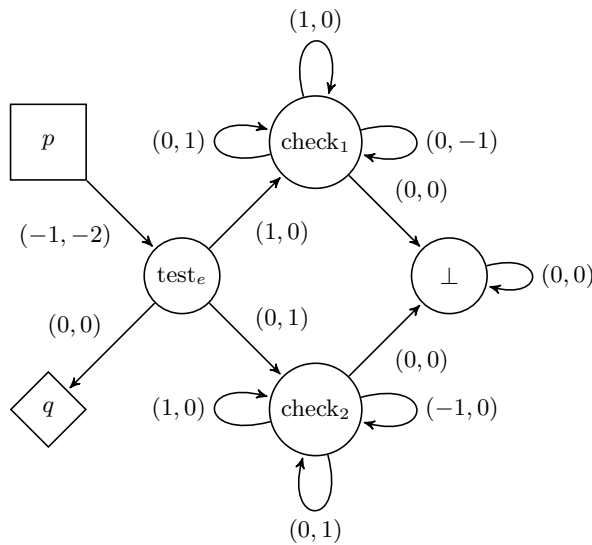 (1, 0)
p
(0, 1)
check₁
(0, −1)
(0, 0)
(−1, −2)
(1, 0)
test_e
⊥
(0, 0)
(0, 0)
(0, 1)
(0, 0)
q
(1, 0)
check₂
(−1, 0)
(0, 1)